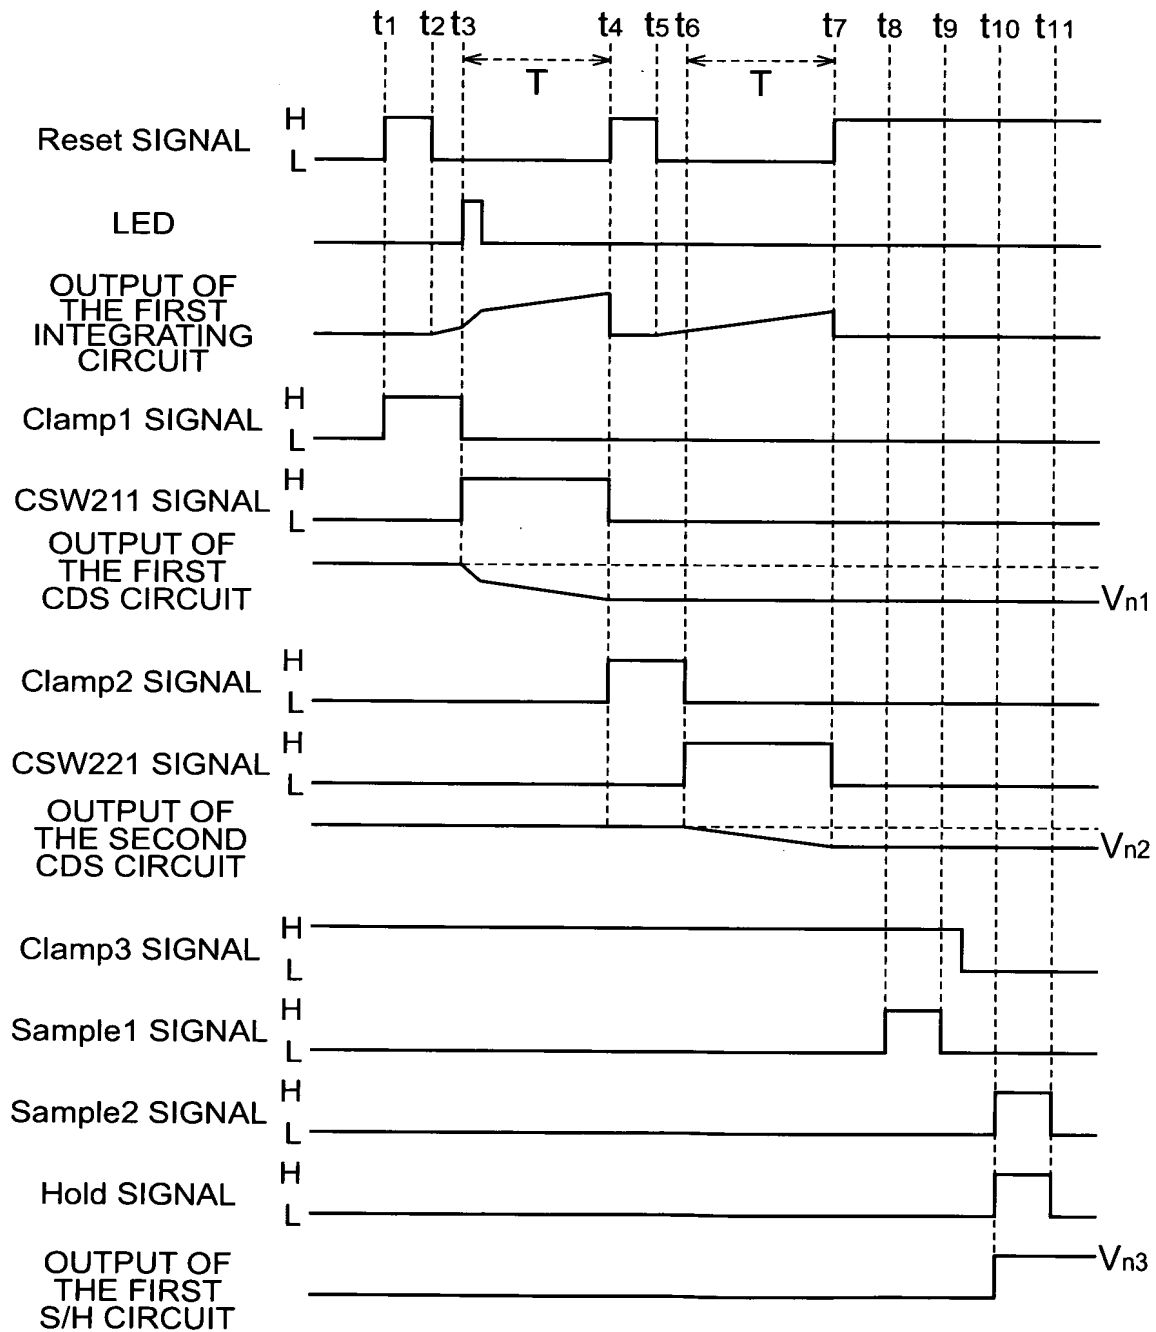 t1 t2 t3 t4 t5 t6 t7 t8 t9 t10 t11
T T
H
Reset SIGNAL
L
LED
OUTPUT OF
THE FIRST
INTEGRATING
CIRCUIT
H
Clamp1 SIGNAL
L
H
CSW211 SIGNAL
L
OUTPUT OF
THE FIRST
CDS CIRCUIT
Vn1
H
Clamp2 SIGNAL
L
H
CSW221 SIGNAL
L
OUTPUT OF
THE SECOND
CDS CIRCUIT
Vn2
H
Clamp3 SIGNAL
L
H
Sample1 SIGNAL
L
H
Sample2 SIGNAL
L
H
Hold SIGNAL
L
OUTPUT OF
THE FIRST
S/H CIRCUIT
Vn3